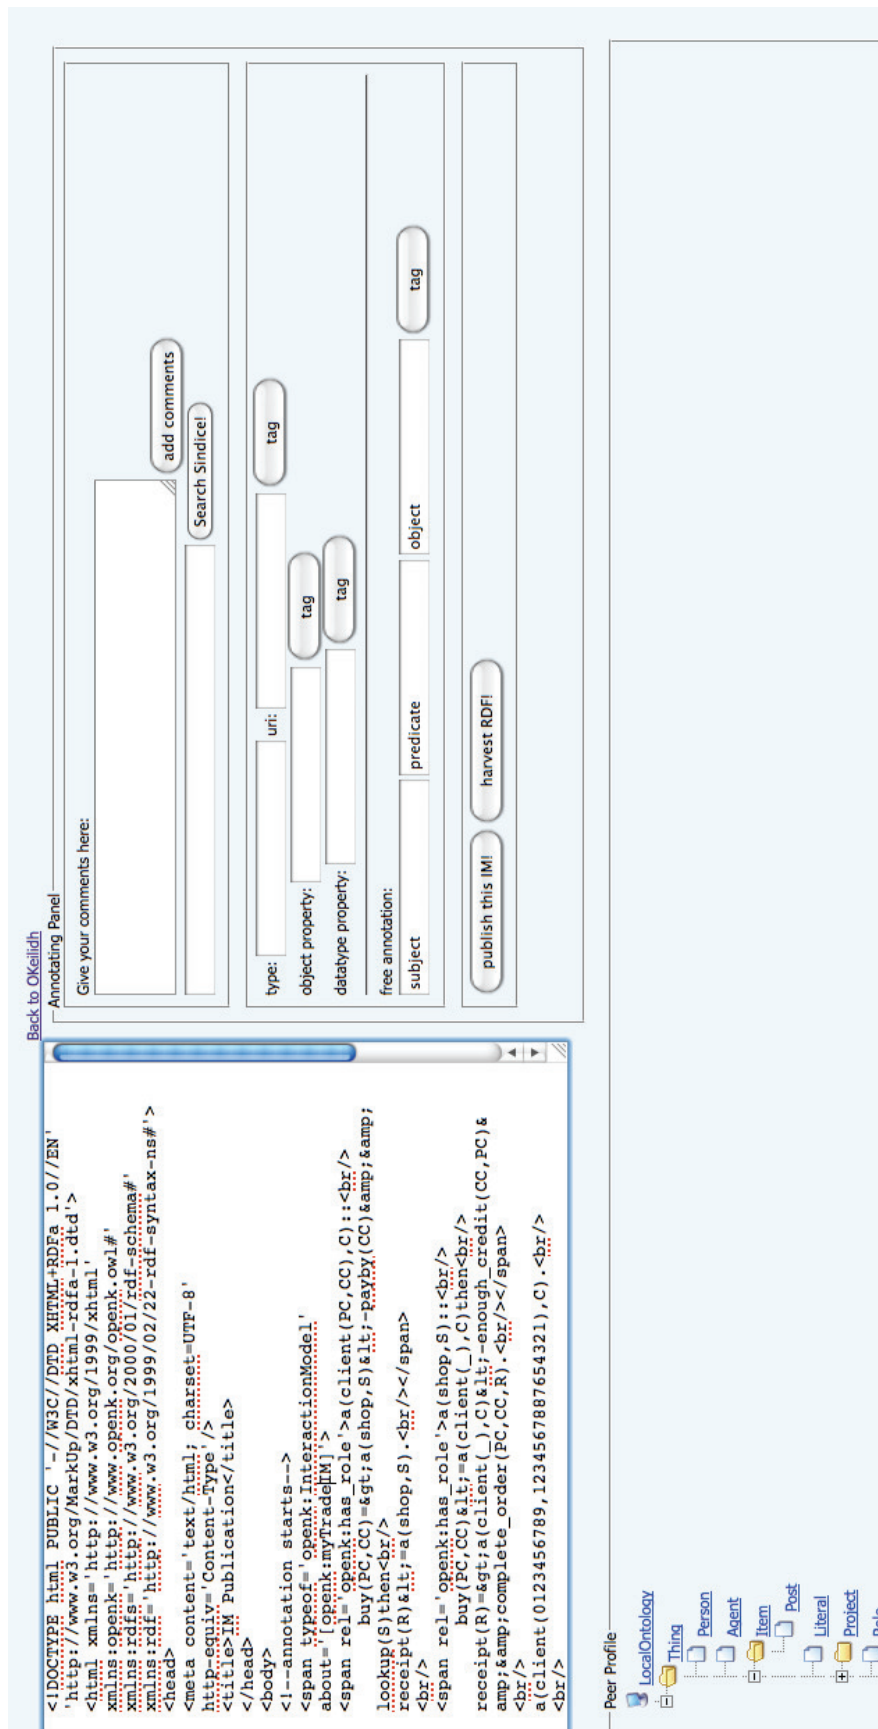 Back to OKeilidh
<!DOCTYPE html PUBLIC '-//W3C//DTD XHTML+RDFa 1.0//EN'
'http://www.w3.org/MarkUp/DTD/xhtml-rdfa-1.dtd'>
<html xmlns='http://www.w3.org/1999/xhtml'
xmlns:openk='http://www.openk.org/openk.owl#'
xmlns:rdfs='http://www.w3.org/2000/01/rdf-schema#'
xmlns:rdf='http://www.w3.org/1999/02/22-rdf-syntax-ns#'>
<head>
<meta content='text/html; charset=UTF-8'
http-equiv='Content-Type'/>
<title>IM Publication</title>
</head>
<body>
<!--annotation starts-->
<span typeof='openk:InteractionModel'
about='[openk:myTradeIM]'>
<span rel='openk:has_role'>a(client(PC,CC),C)::<br/>
buy(PC,CC)=&gt;a(shop,S)&lt;-payby(CC)&amp;&amp;
lookup(S)then<br/>
receipt(R)&lt;=a(shop,S).<br/></span>
<br/>
<span rel='openk:has_role'>a(shop,S)::<br/>
buy(PC,CC)&lt;=a(client(_),C)then<br/>
receipt(R)=&gt;a(client(_),C)&lt;-enough_credit(CC,PC)&
amp;&amp;complete_order(PC,CC,R).<br/></span>
<br/>
a(client(0123456789,1234567887654321),C).<br/>
<br/>
Annotating Panel
Give your comments here:
add comments
Search Sindice!
type: uri: tag
object property: tag
datatype property: tag
free annotation:
subject predicate object tag
publish this IM! harvest RDF!
Peer Profile
LocalOntology
Thing
Person
Agent
Item
Post
Literal
Project